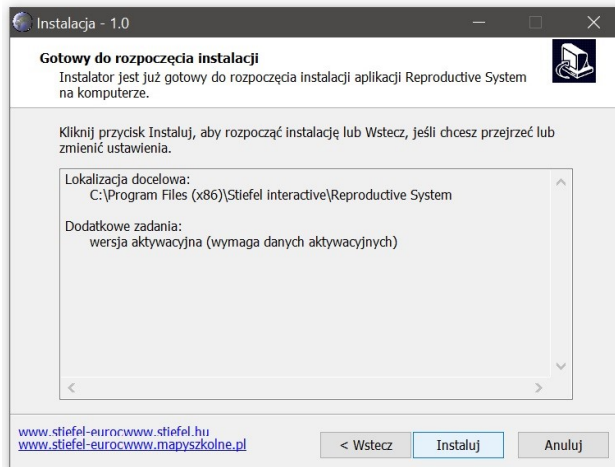 Instalacja - 1.0
Gotowy do rozpoczęcia instalacji
Instalator jest już gotowy do rozpoczęcia instalacji aplikacji Reproductive System
na komputerze.
Kliknij przycisk Instaluj, aby rozpocząć instalację lub Wstecz, jeśli chcesz przejrzeć lub
zmienić ustawienia.
Lokalizacja docelowa:
C:\Program Files (x86)\Stiefel interactive\Reproductive System
Dodatkowe zadania:
wersja aktywacyjna (wymaga danych aktywacyjnych)
www.stiefel-eurocwww.stiefel.hu
www.stiefel-eurocwww.mapyszkolne.pl
< Wstecz
Instaluj
Anuluj